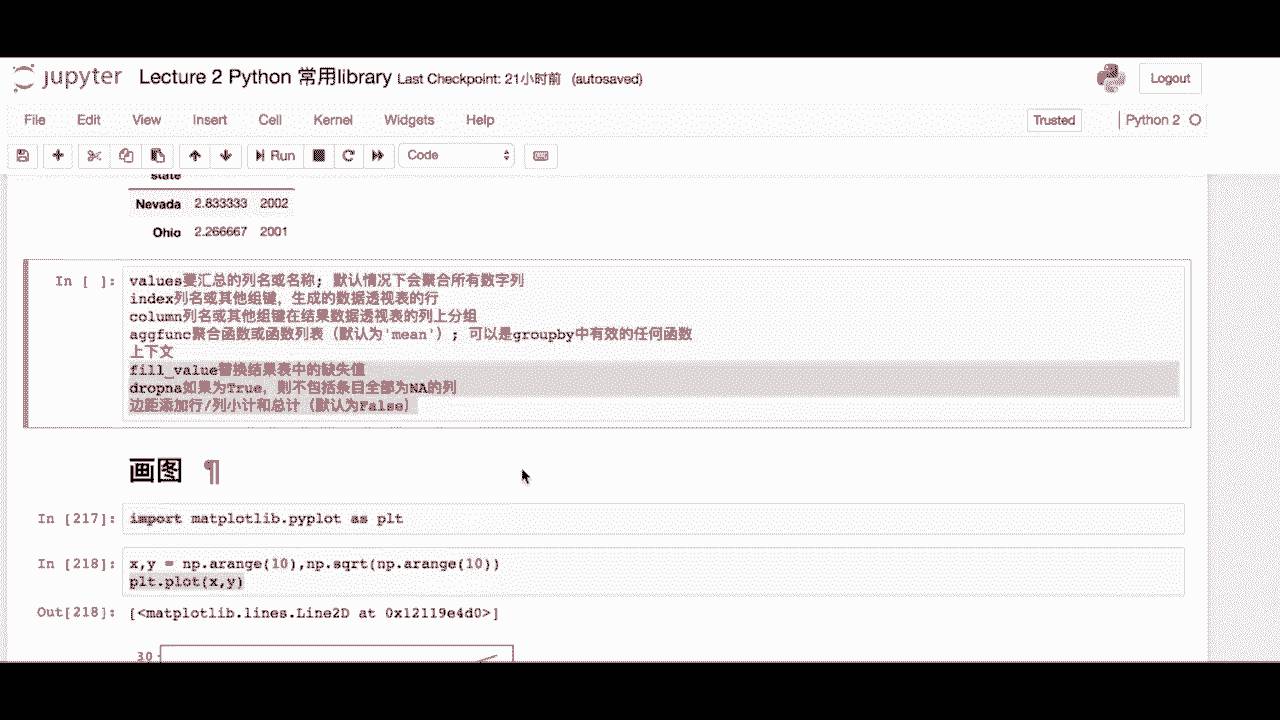 jupyter Lecture 2 Python 常用library Last Checkpoint: 21小时前 (autosaved) Logout
File Edit View Insert Cell Kernel Widgets Help Trusted Python 2
Run Code
state
Nevada 2.833333 2002
Ohio 2.266667 2001
In [ ]: values要汇总的列名或名称; 默认情况下会聚合所有数字列
index列名或其他组键，生成的数据透视表的行
column列名或其他组键在结果数据透视表的列上分组
aggfunc聚合函数或函数列表（默认为'mean'）; 可以是groupby中有效的任何函数
上下文
fill_value替换结果表中的缺失值
dropna如果为True，则不包括条目全部为NA的列
边距添加行/列小计和总计（默认为False）
画图 ¶
In [217]: import matplotlib.pyplot as plt
In [218]: x,y = np.arange(10),np.sqrt(np.arange(10))
plt.plot(x,y)
Out[218]: [<matplotlib.lines.Line2D at 0x12119e4d0>]
30